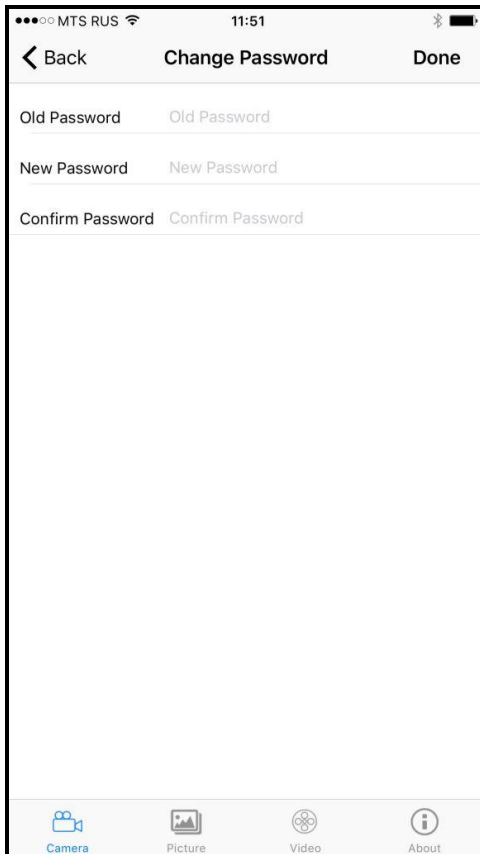 MTS RUS 11:51
Back Change Password Done
Old Password Old Password
New Password New Password
Confirm Password Confirm Password
Camera Picture Video About